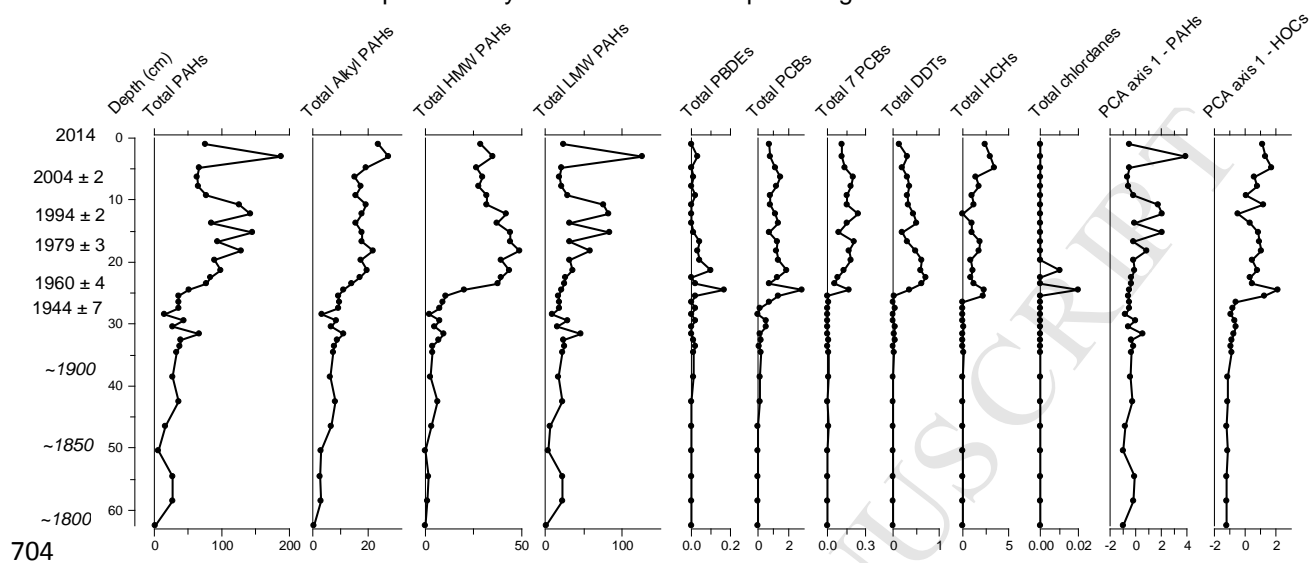 Depth (cm)
Total PAHs
Total Alkyl PAHs
Total HMW PAHs
Total LMW PAHs
Total PBDEs
Total PCBs
Total 7 PCBs
Total DDTs
Total HCHs
Total chlordanes
PCA axis 1 - PAHs
PCA axis 1 - HOCs
2014
0
2004 ± 2
10
1994 ± 2
1979 ± 3
20
1960 ± 4
1944 ± 7
30
~1900
40
~1850
50
~1800
60
0 100 200 0 20 0 50 0 100 0.0 0.2 0 2 0.0 0.3 0 1 0 5 0.00 0.02 -2 0 2 4 -2 0 2
704
NUSCRIPT